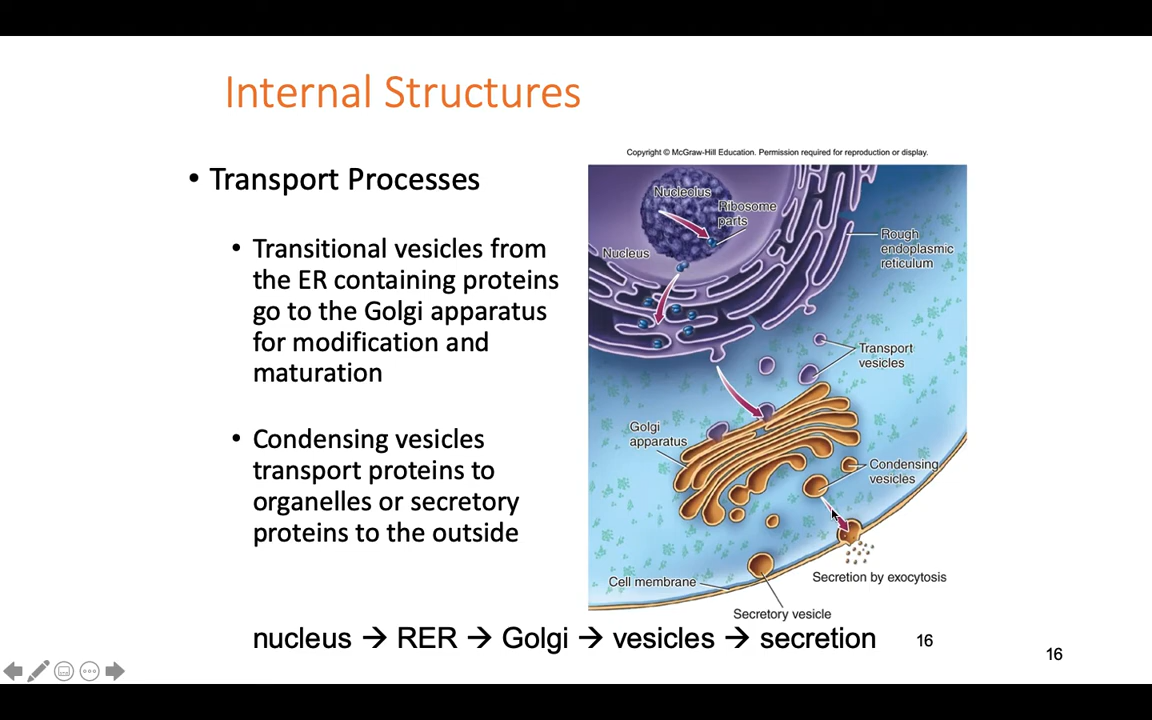 Internal Structures
Copyright © McGraw-Hill Education. Permission required for reproduction or display.
• Transport Processes
• Transitional vesicles from
the ER containing proteins
go to the Golgi apparatus
for modification and
maturation
• Condensing vesicles
transport proteins to
organelles or secretory
proteins to the outside
Nucleolus
Ribosome
parts
Nucleus
Rough
endoplasmic
reticulum
Transport
vesicles
Golgi
apparatus
Condensing
vesicles
Secretion by exocytosis
Cell membrane
Secretory vesicle
nucleus → RER → Golgi → vesicles → secretion
16
16